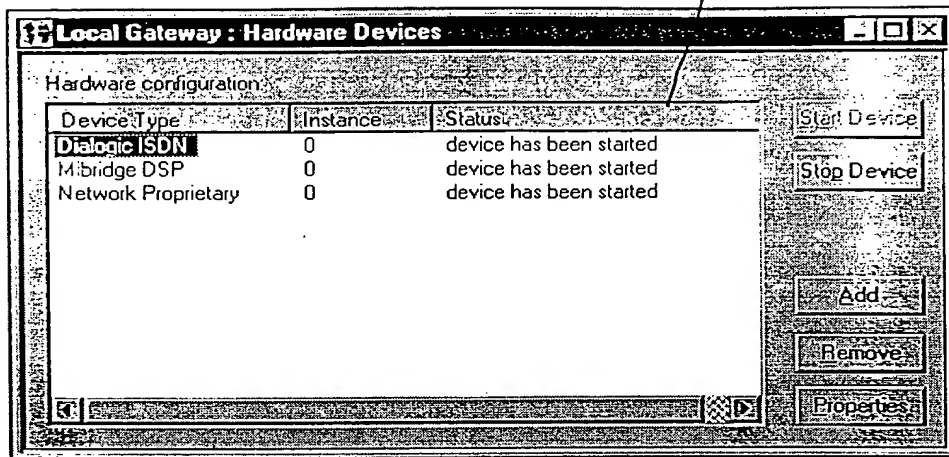 Local Gateway : Hardware Devices
Hardware configuration:
Device Type Instance Status
Dialogic ISDN 0 device has been started
Mibridge DSP 0 device has been started
Network Proprietary 0 device has been started
Start Device
Stop Device
Add
Remove
Properties